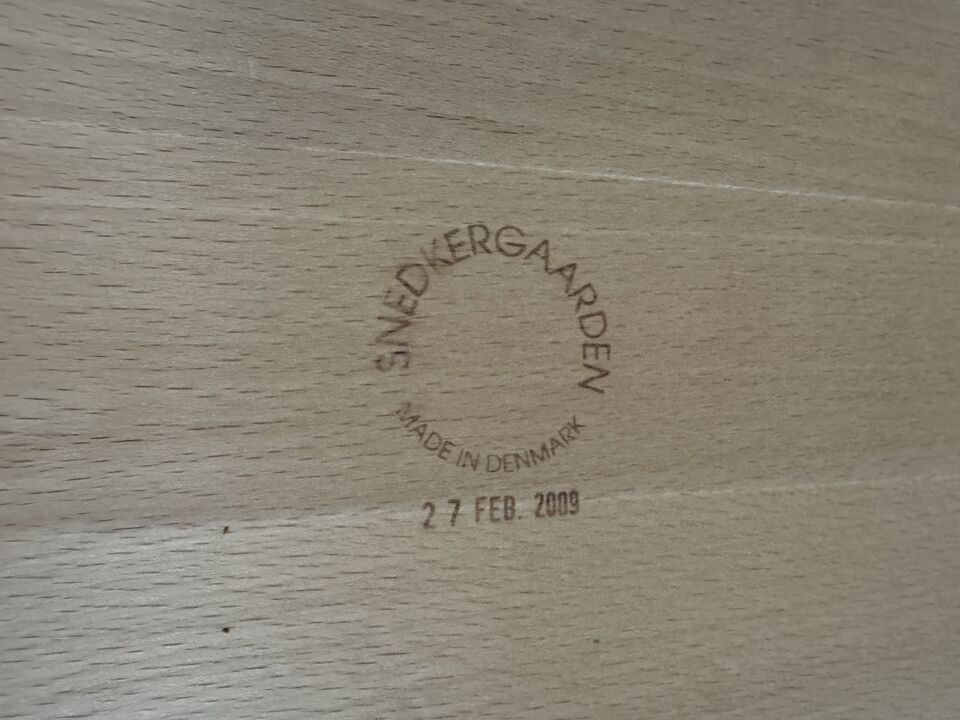 SNEDKERGAARDEN
MADE IN DENMARK
27 FEB. 2009